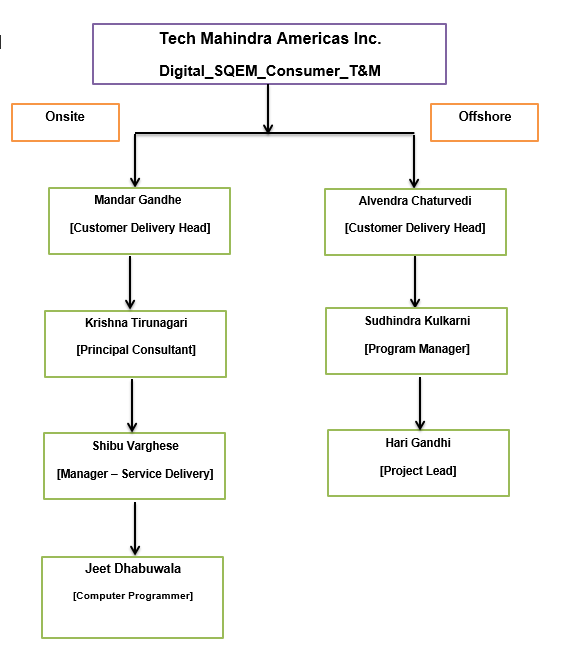 Tech Mahindra Americas Inc.
Digital_SQEM_Consumer_T&M
Onsite
Offshore
Mandar Gandhe
[Customer Delivery Head]
Alvendra Chaturvedi
[Customer Delivery Head]
Krishna Tirunagari
[Principal Consultant]
Sudhindra Kulkarni
[Program Manager]
Shibu Varghese
[Manager – Service Delivery]
Hari Gandhi
[Project Lead]
Jeet Dhabuwala
[Computer Programmer]